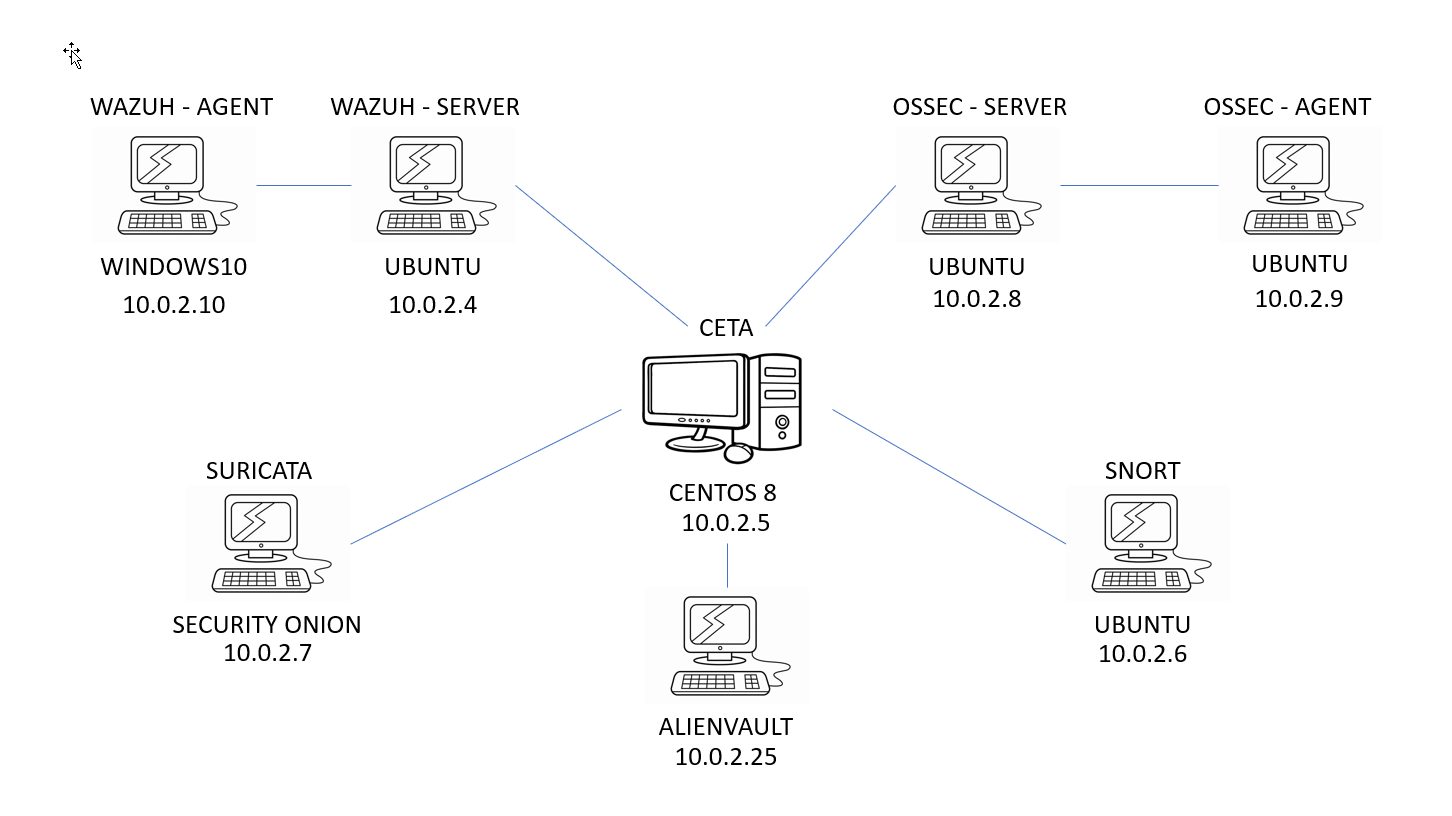 WAZUH - AGENT
WAZUH - SERVER
OSSEC - SERVER
OSSEC - AGENT
WINDOWS10
10.0.2.10
UBUNTU
10.0.2.4
UBUNTU
10.0.2.8
UBUNTU
10.0.2.9
CETA
CENTOS 8
10.0.2.5
SURICATA
SECURITY ONION
10.0.2.7
SNORT
UBUNTU
10.0.2.6
ALIENVAULT
10.0.2.25